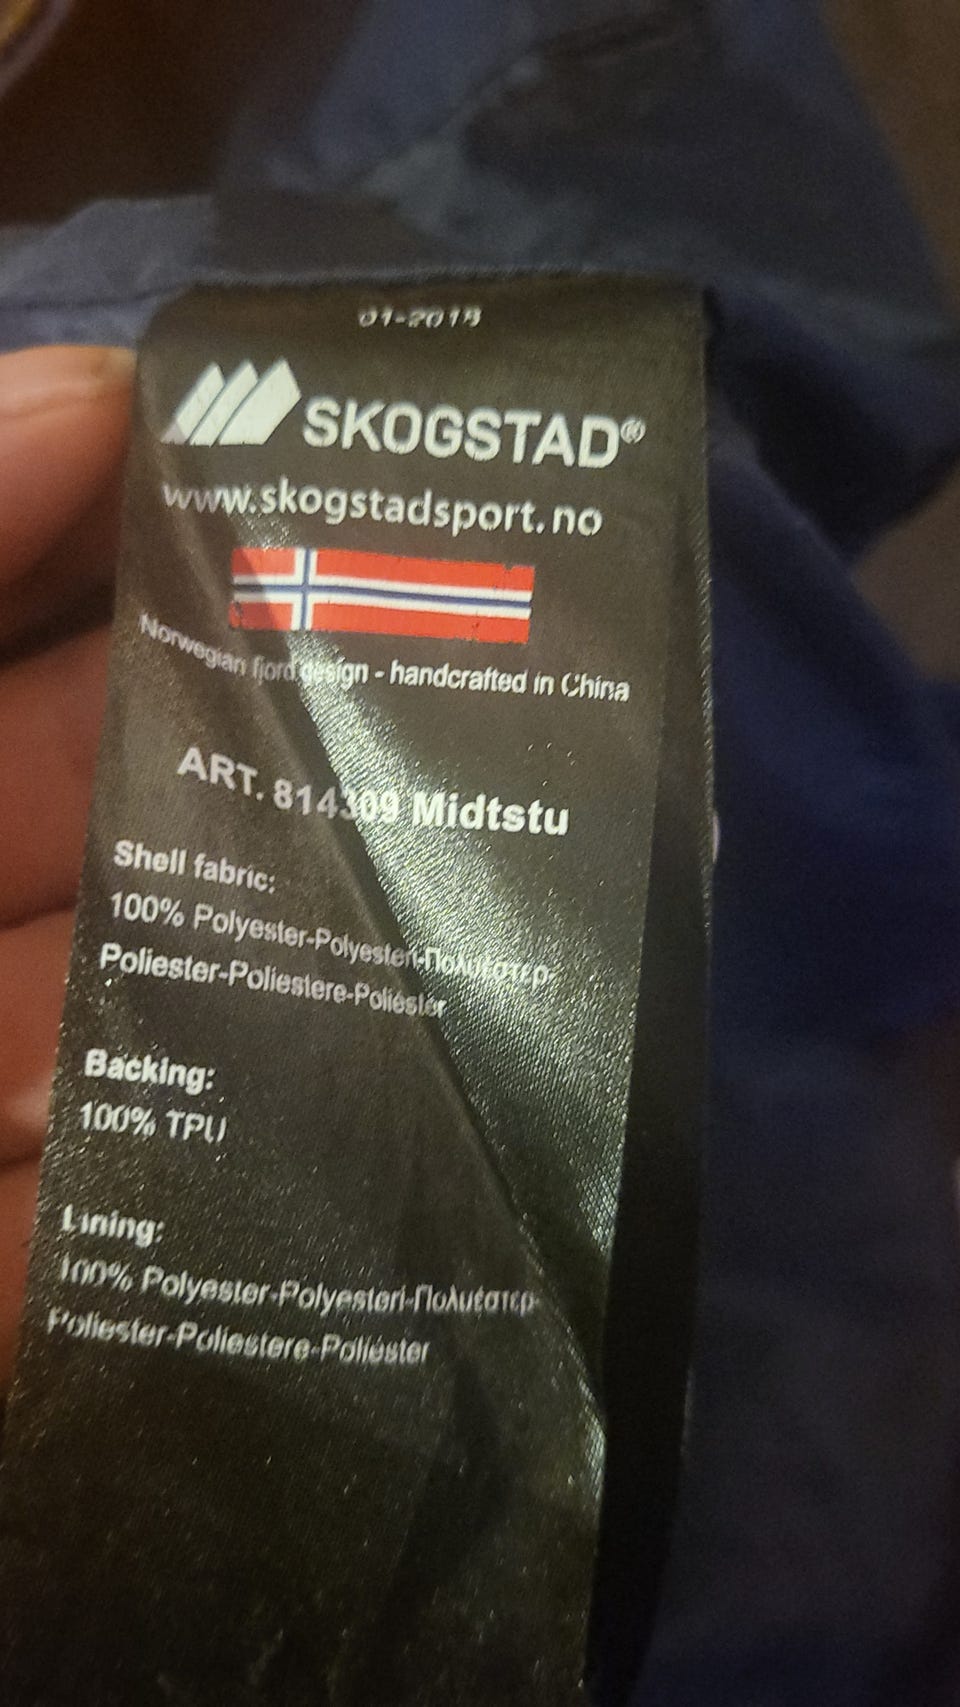 01-2018
SKOGSTAD®
www.skogstadsport.no
Norwegian fjord design - handcrafted in China
ART. 814309 Midtstu
Shell fabric:
100% Polyester-Polyesteri-Πολυέστερ-
Poliester-Poliestere-Poliéster
Backing:
100% TPU
Lining:
100% Polyester-Polyesteri-Πολυέστερ-
Poliester-Poliestere-Poliéster